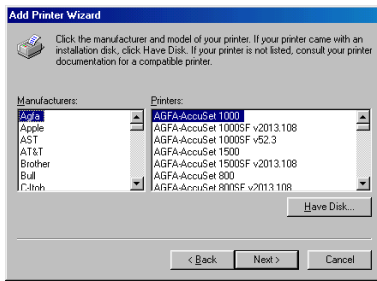 Add Printer Wizard
Click the manufacturer and model of your printer. If your printer came with an
installation disk, click Have Disk. If your printer is not listed, consult your printer
documentation for a compatible printer.
Manufacturers:
Agfa
Apple
AST
AT&T
Brother
Bull
C-Itoh
Printers:
AGFA-AccuSet 1000
AGFA-AccuSet 1000SF v2013.108
AGFA-AccuSet 1000SF v52.3
AGFA-AccuSet 1500
AGFA-AccuSet 1500SF v2013.108
AGFA-AccuSet 800
AGFA-AccuSet 800SF v2013.108
Have Disk...
< Back
Next >
Cancel